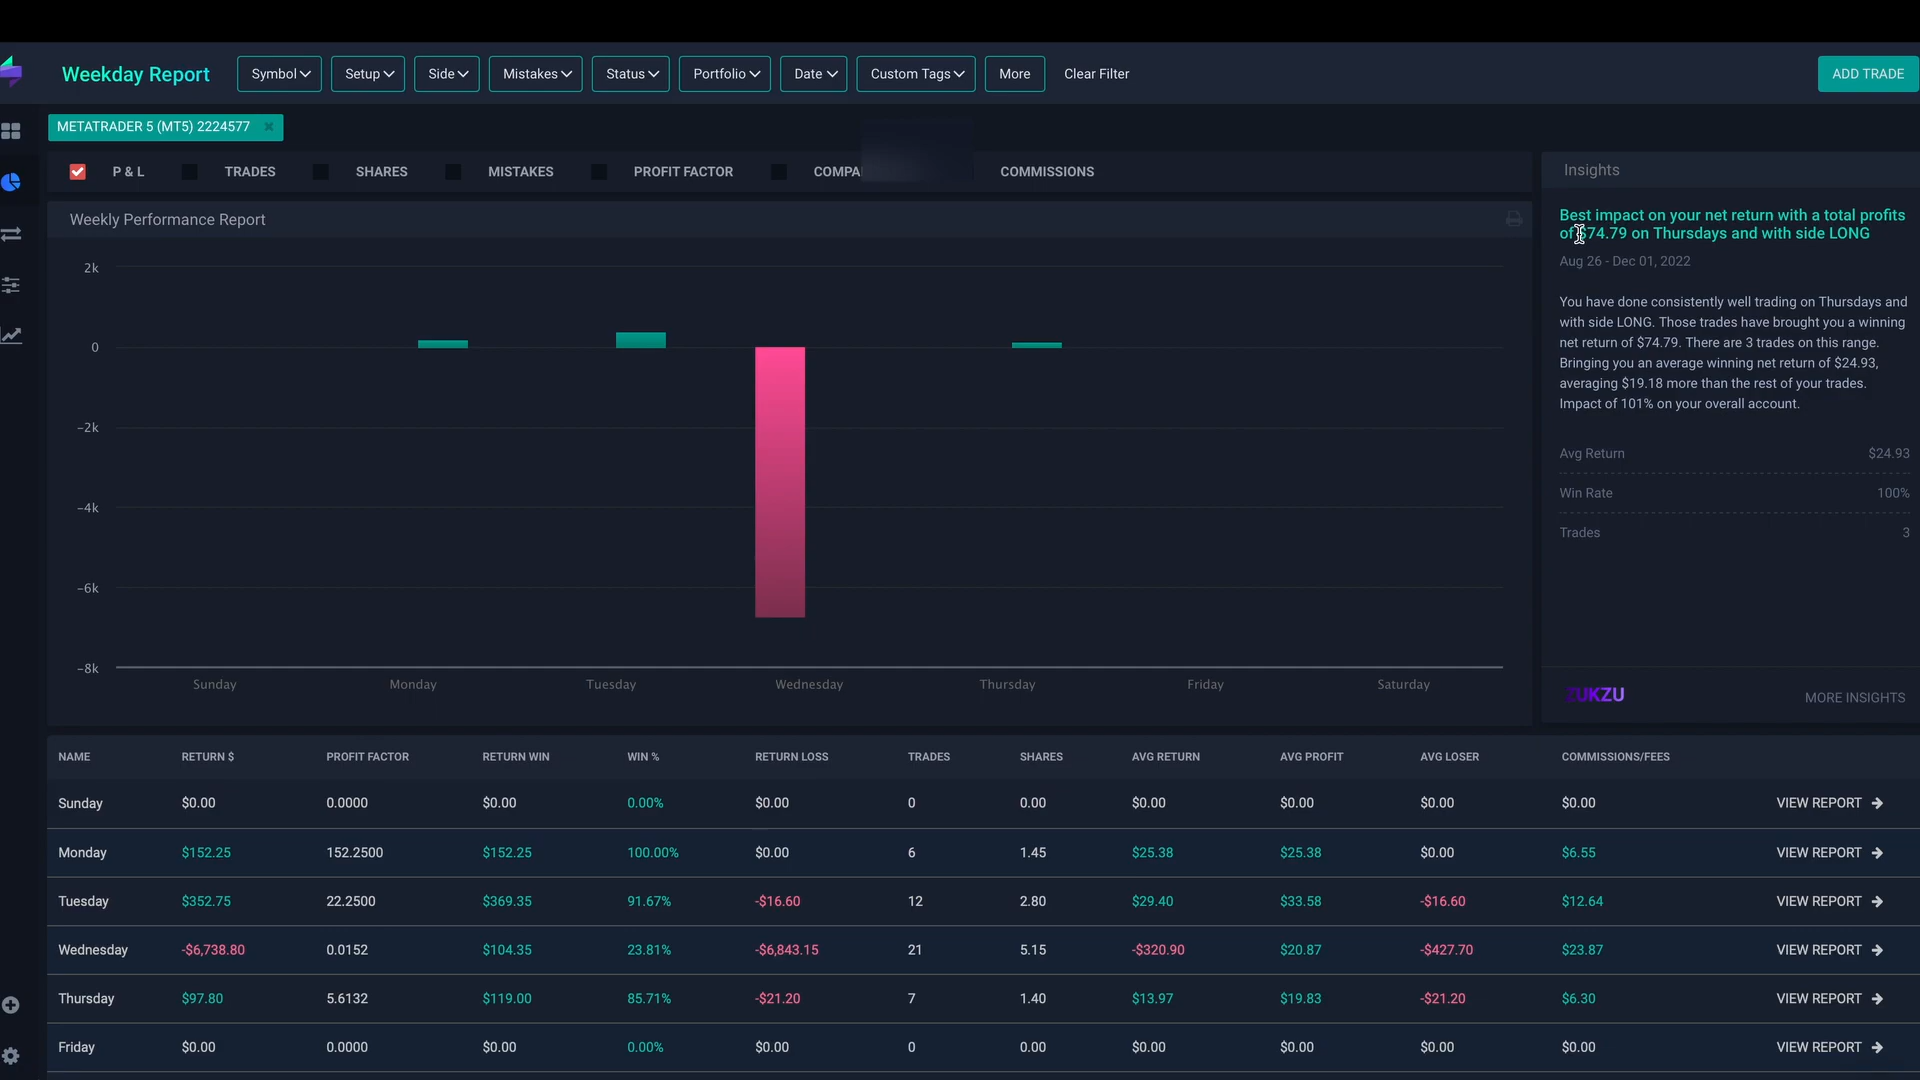 Weekday Report Symbol Setup Side Mistakes Status Portfolio Date Custom Tags More Clear Filter ADD TRADE
METATRADER 5 (MT5) 2224577 ×
P & L TRADES SHARES MISTAKES PROFIT FACTOR COMPA COMMISSIONS
Weekly Performance Report
2k
0
−2k
−4k
−6k
−8k
Sunday Monday Tuesday Wednesday Thursday Friday Saturday
Insights
Best impact on your net return with a total profits
of $74.79 on Thursdays and with side LONG
Aug 26 - Dec 01, 2022
You have done consistently well trading on Thursdays and
with side LONG. Those trades have brought you a winning
net return of $74.79. There are 3 trades on this range.
Bringing you an average winning net return of $24.93,
averaging $19.18 more than the rest of your trades.
Impact of 101% on your overall account.
Avg Return $24.93
Win Rate 100%
Trades 3
ZUKZU MORE INSIGHTS
NAME RETURN $ PROFIT FACTOR RETURN WIN WIN % RETURN LOSS TRADES SHARES AVG RETURN AVG PROFIT AVG LOSER COMMISSIONS/FEES
Sunday $0.00 0.0000 $0.00 0.00% $0.00 0 0.00 $0.00 $0.00 $0.00 $0.00 VIEW REPORT
Monday $152.25 152.2500 $152.25 100.00% $0.00 6 1.45 $25.38 $25.38 $0.00 $6.55 VIEW REPORT
Tuesday $352.75 22.2500 $369.35 91.67% -$16.60 12 2.80 $29.40 $33.58 -$16.60 $12.64 VIEW REPORT
Wednesday -$6,738.80 0.0152 $104.35 23.81% -$6,843.15 21 5.15 -$320.90 $20.87 -$427.70 $23.87 VIEW REPORT
Thursday $97.80 5.6132 $119.00 85.71% -$21.20 7 1.40 $13.97 $19.83 -$21.20 $6.30 VIEW REPORT
Friday $0.00 0.0000 $0.00 0.00% $0.00 0 0.00 $0.00 $0.00 $0.00 $0.00 VIEW REPORT